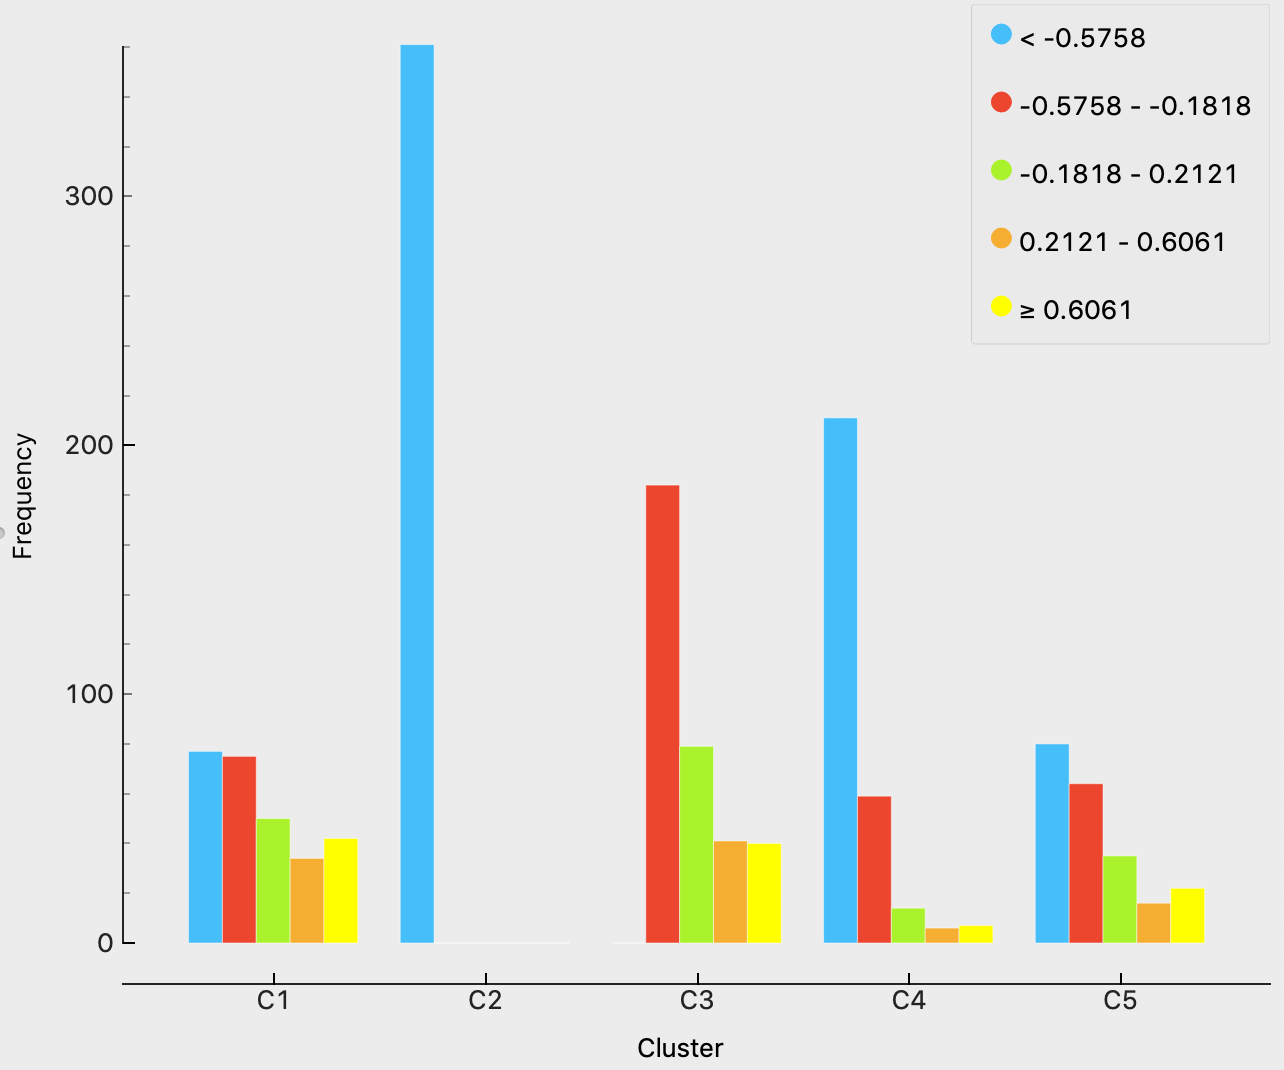 < -0.5758
-0.5758 - -0.1818
-0.1818 - 0.2121
0.2121 - 0.6061
≥ 0.6061
300
200
100
0
Frequency
C1 C2 C3 C4 C5
Cluster